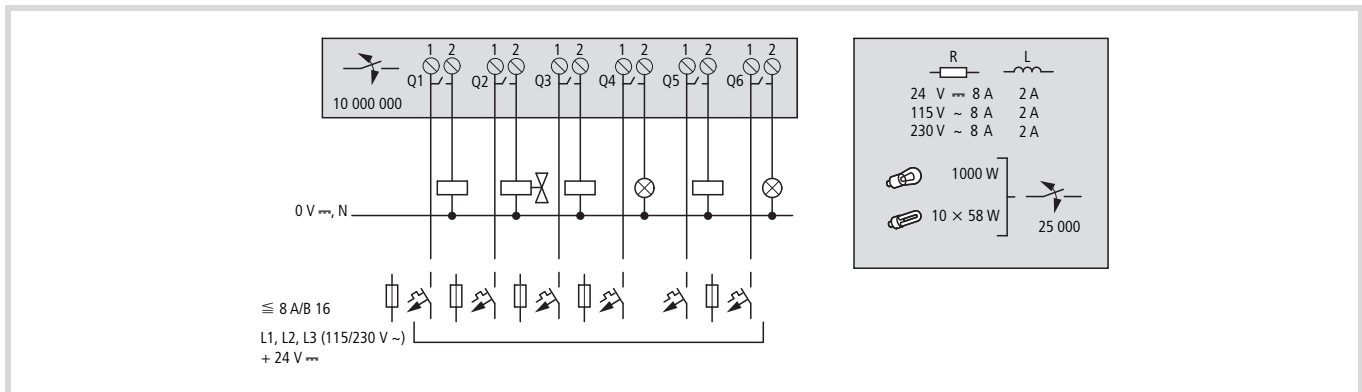 1 2 1 2 1 2 1 2 1 2 1 2
Q1 Q2 Q3 Q4 Q5 Q6
10 000 000
0 V ⎓, N
≦ 8 A/B 16
L1, L2, L3 (115/230 V ~)
+ 24 V ⎓
R L
24 V ⎓ 8 A 2 A
115 V ~ 8 A 2 A
230 V ~ 8 A 2 A
1000 W
10 × 58 W
25 000